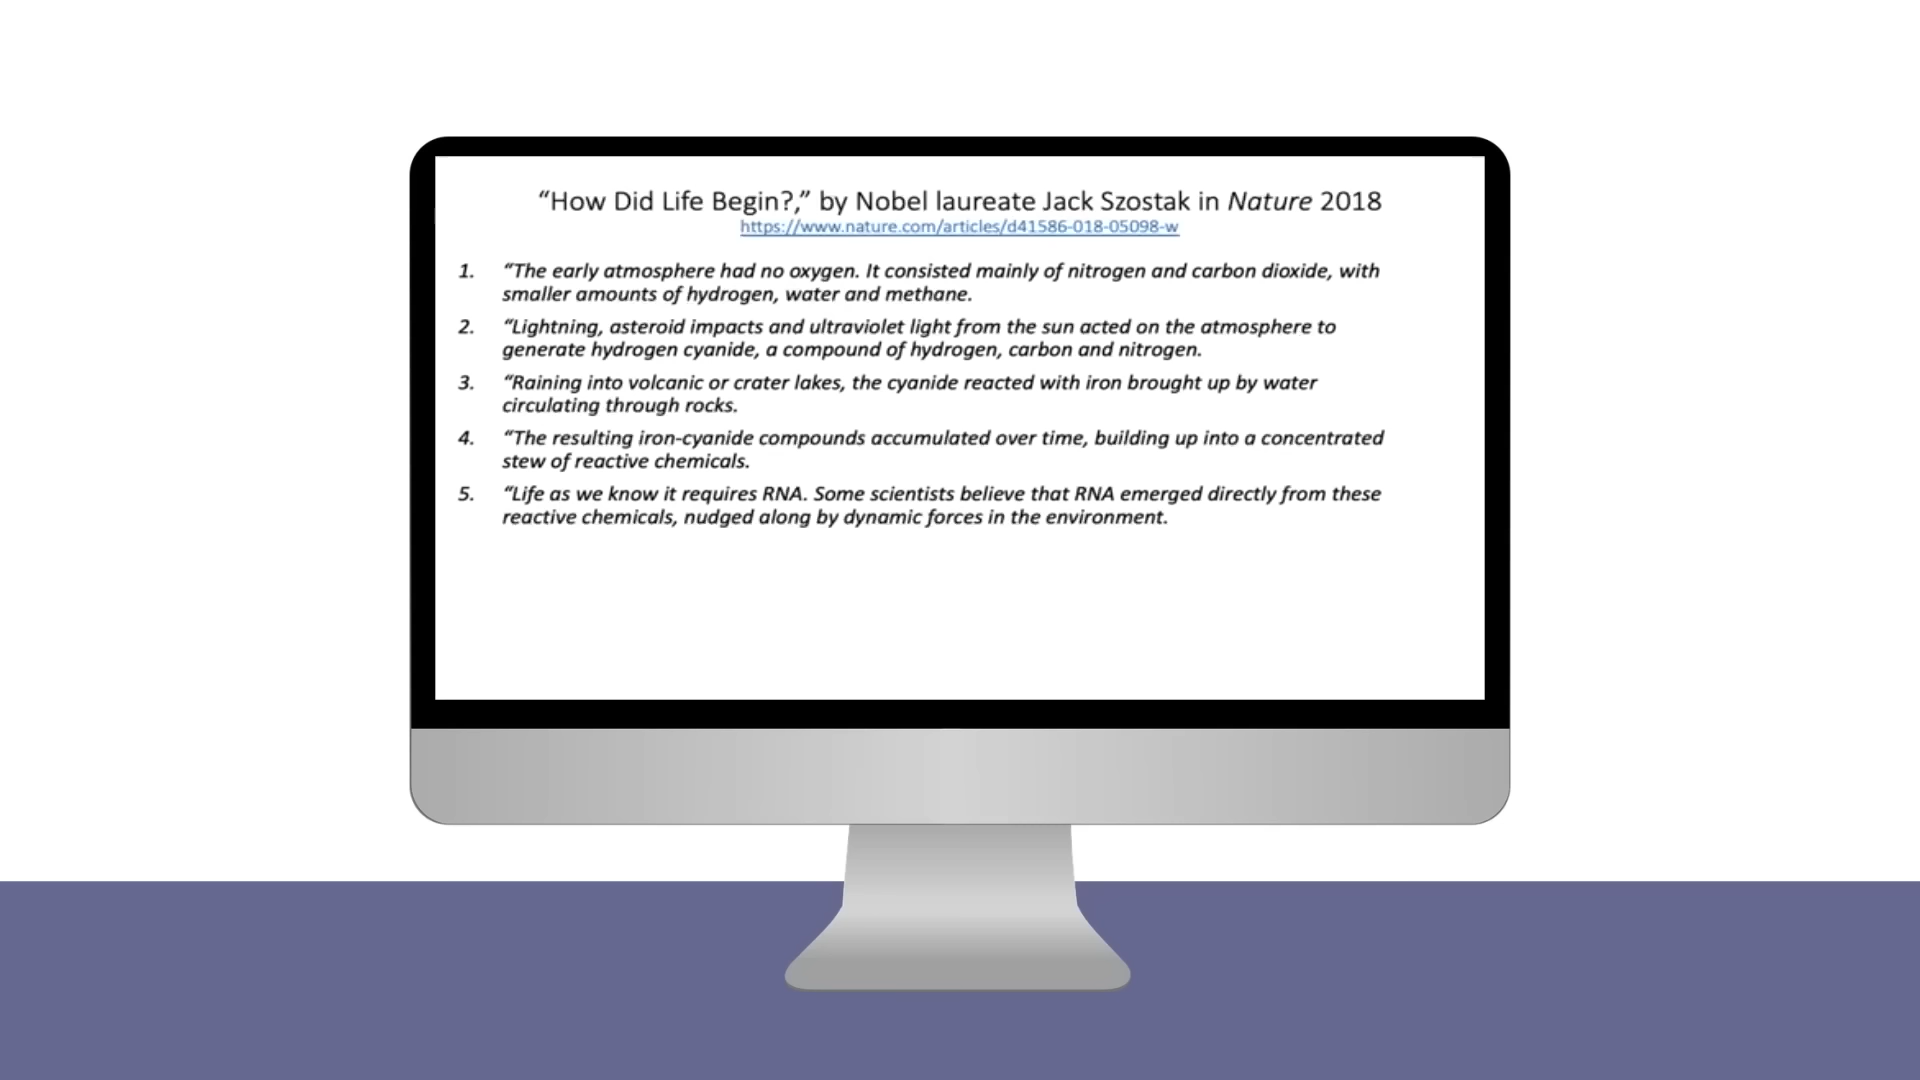 “How Did Life Begin?,” by Nobel laureate Jack Szostak in Nature 2018
https://www.nature.com/articles/d41586-018-05098-w
1. “The early atmosphere had no oxygen. It consisted mainly of nitrogen and carbon dioxide, with
smaller amounts of hydrogen, water and methane.
2. “Lightning, asteroid impacts and ultraviolet light from the sun acted on the atmosphere to
generate hydrogen cyanide, a compound of hydrogen, carbon and nitrogen.
3. “Raining into volcanic or crater lakes, the cyanide reacted with iron brought up by water
circulating through rocks.
4. “The resulting iron-cyanide compounds accumulated over time, building up into a concentrated
stew of reactive chemicals.
5. “Life as we know it requires RNA. Some scientists believe that RNA emerged directly from these
reactive chemicals, nudged along by dynamic forces in the environment.